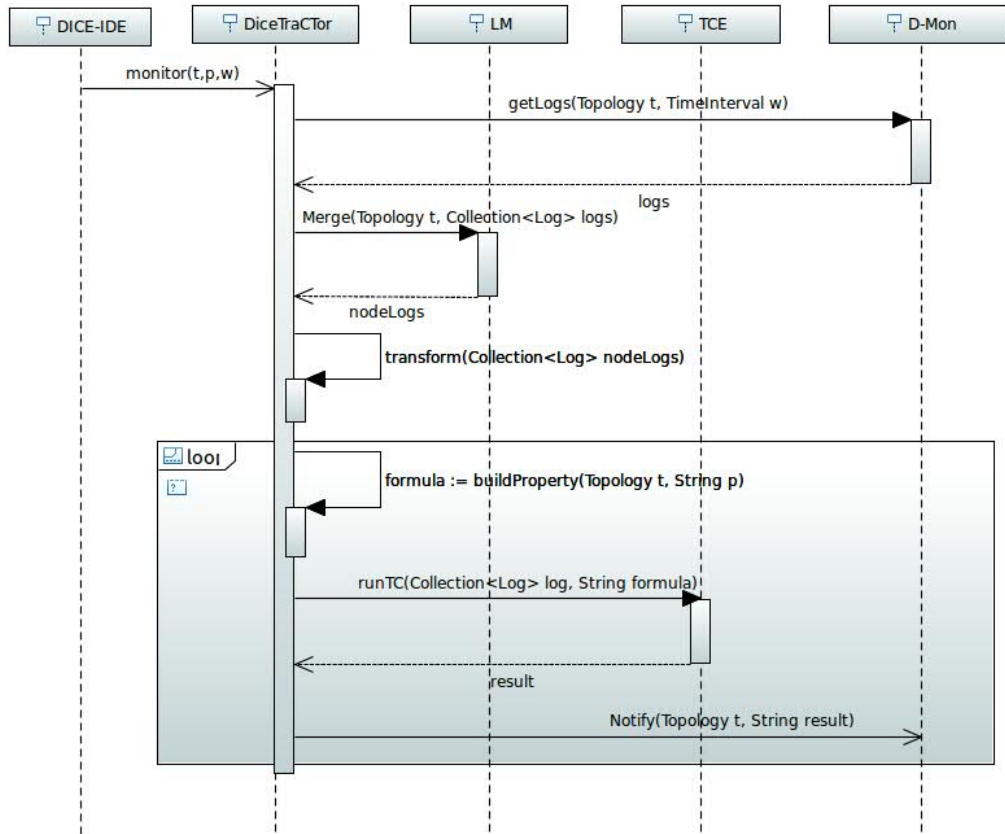 DICE-IDE
DiceTraCTor
LM
TCE
D-Mon
monitor(t,p,w)
getLogs(Topology t, TimeInterval w)
logs
Merge(Topology t, Collection<Log> logs)
nodeLogs
transform(Collection<Log> nodeLogs)
loop
?
formula := buildProperty(Topology t, String p)
runTC(Collection<Log> log, String formula)
result
Notify(Topology t, String result)